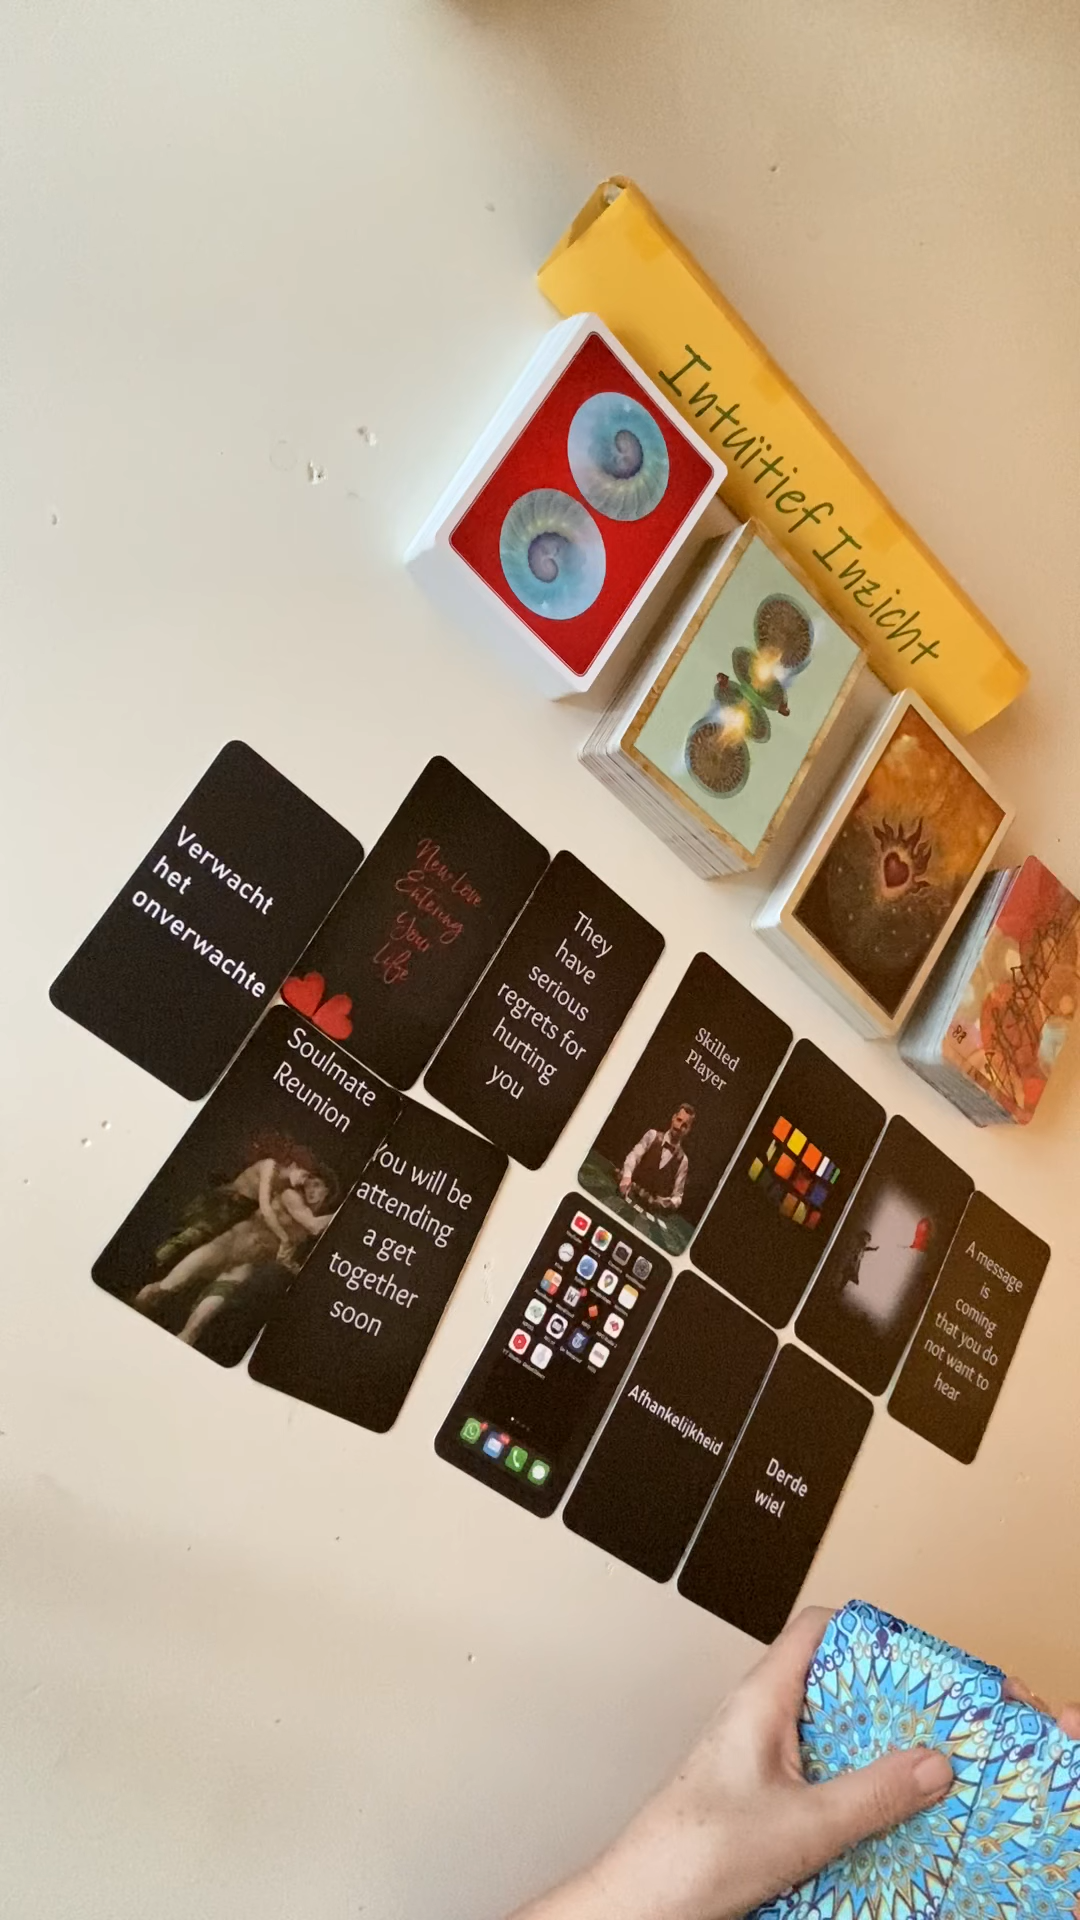 Intuïtief Inzicht
Verwacht
het
onverwachte
New Love
Entering
Your
Life
They
have
serious
regrets for
hurting
you
Soulmate
Reunion
You will be
attending
a get
together
soon
Skilled
Player
A message
is
coming
that you do
not want to
hear
Afhankelijkheid
Derde
wiel